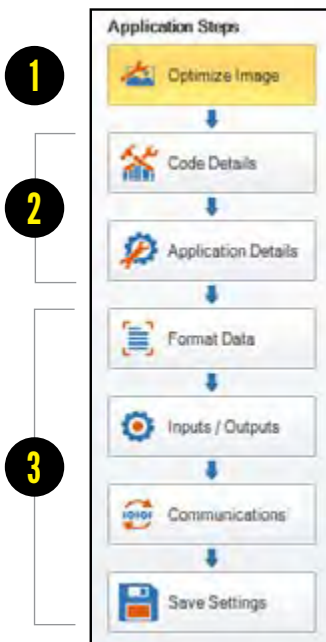 Application Steps
1
Optimize Image
Code Details
2
Application Details
Format Data
Inputs / Outputs
3
Communications
Save Settings